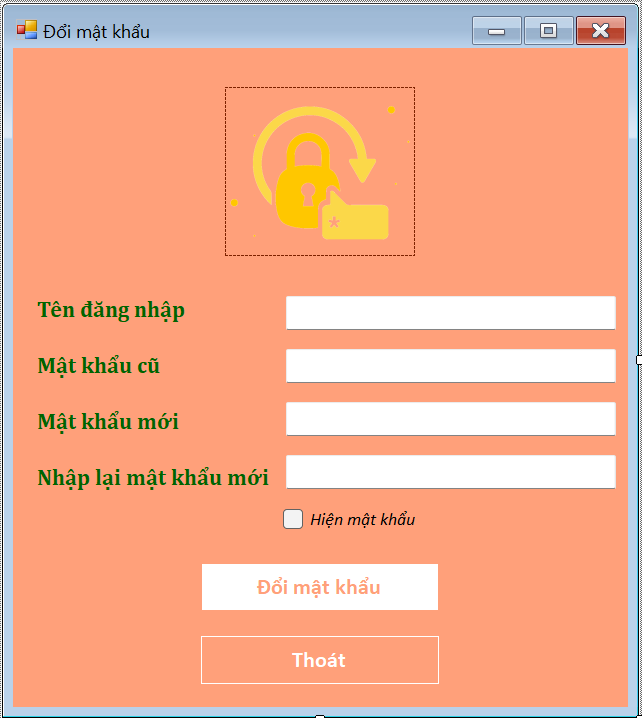 Đổi mật khẩu
*
Tên đăng nhập
Mật khẩu cũ
Mật khẩu mới
Nhập lại mật khẩu mới
Hiện mật khẩu
Đổi mật khẩu
Thoát